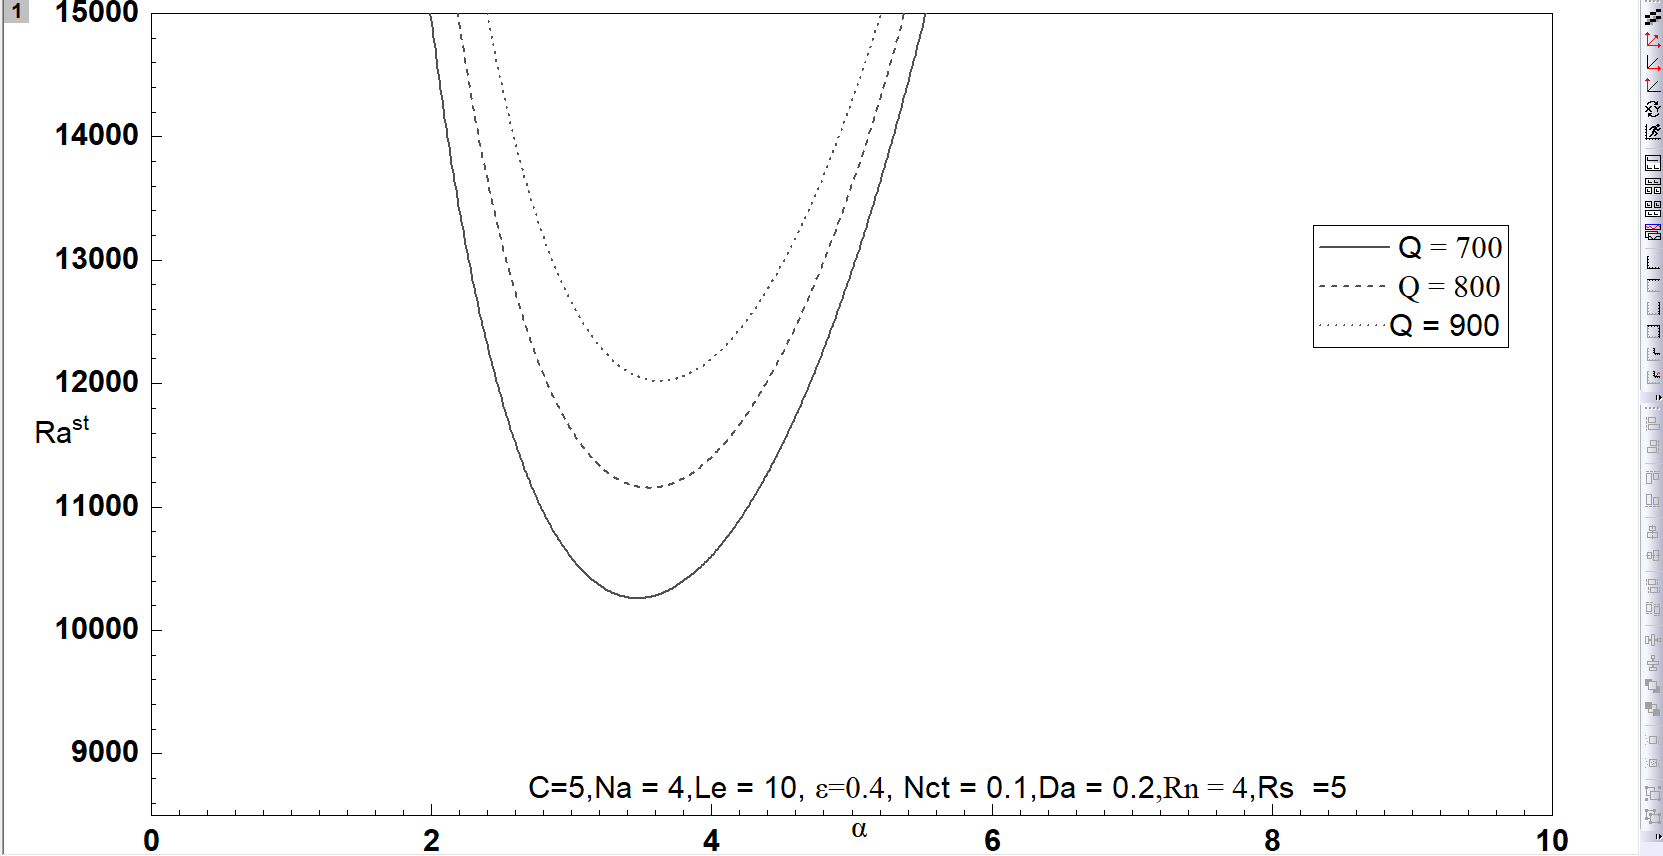 1
15000
14000
13000
12000
11000
10000
9000
Ra^st
Q = 700
Q = 800
Q = 900
C=5,Na = 4,Le = 10, ε=0.4, Nct = 0.1,Da = 0.2,Rn = 4,Rs =5
0 2 4 6 8 10
α